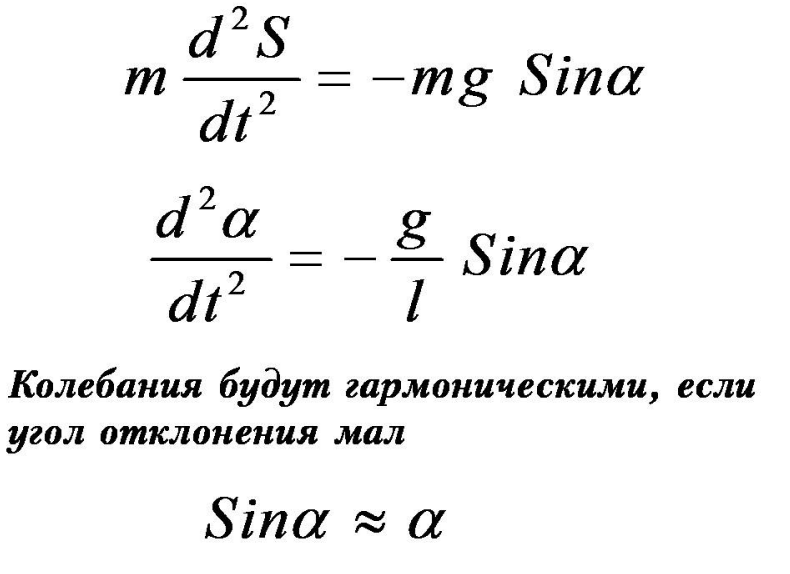 m d²S/dt² = −mg Sinα
d²α/dt² = −g/l Sinα
Колебания будут гармоническими, если
угол отклонения мал
Sinα ≈ α